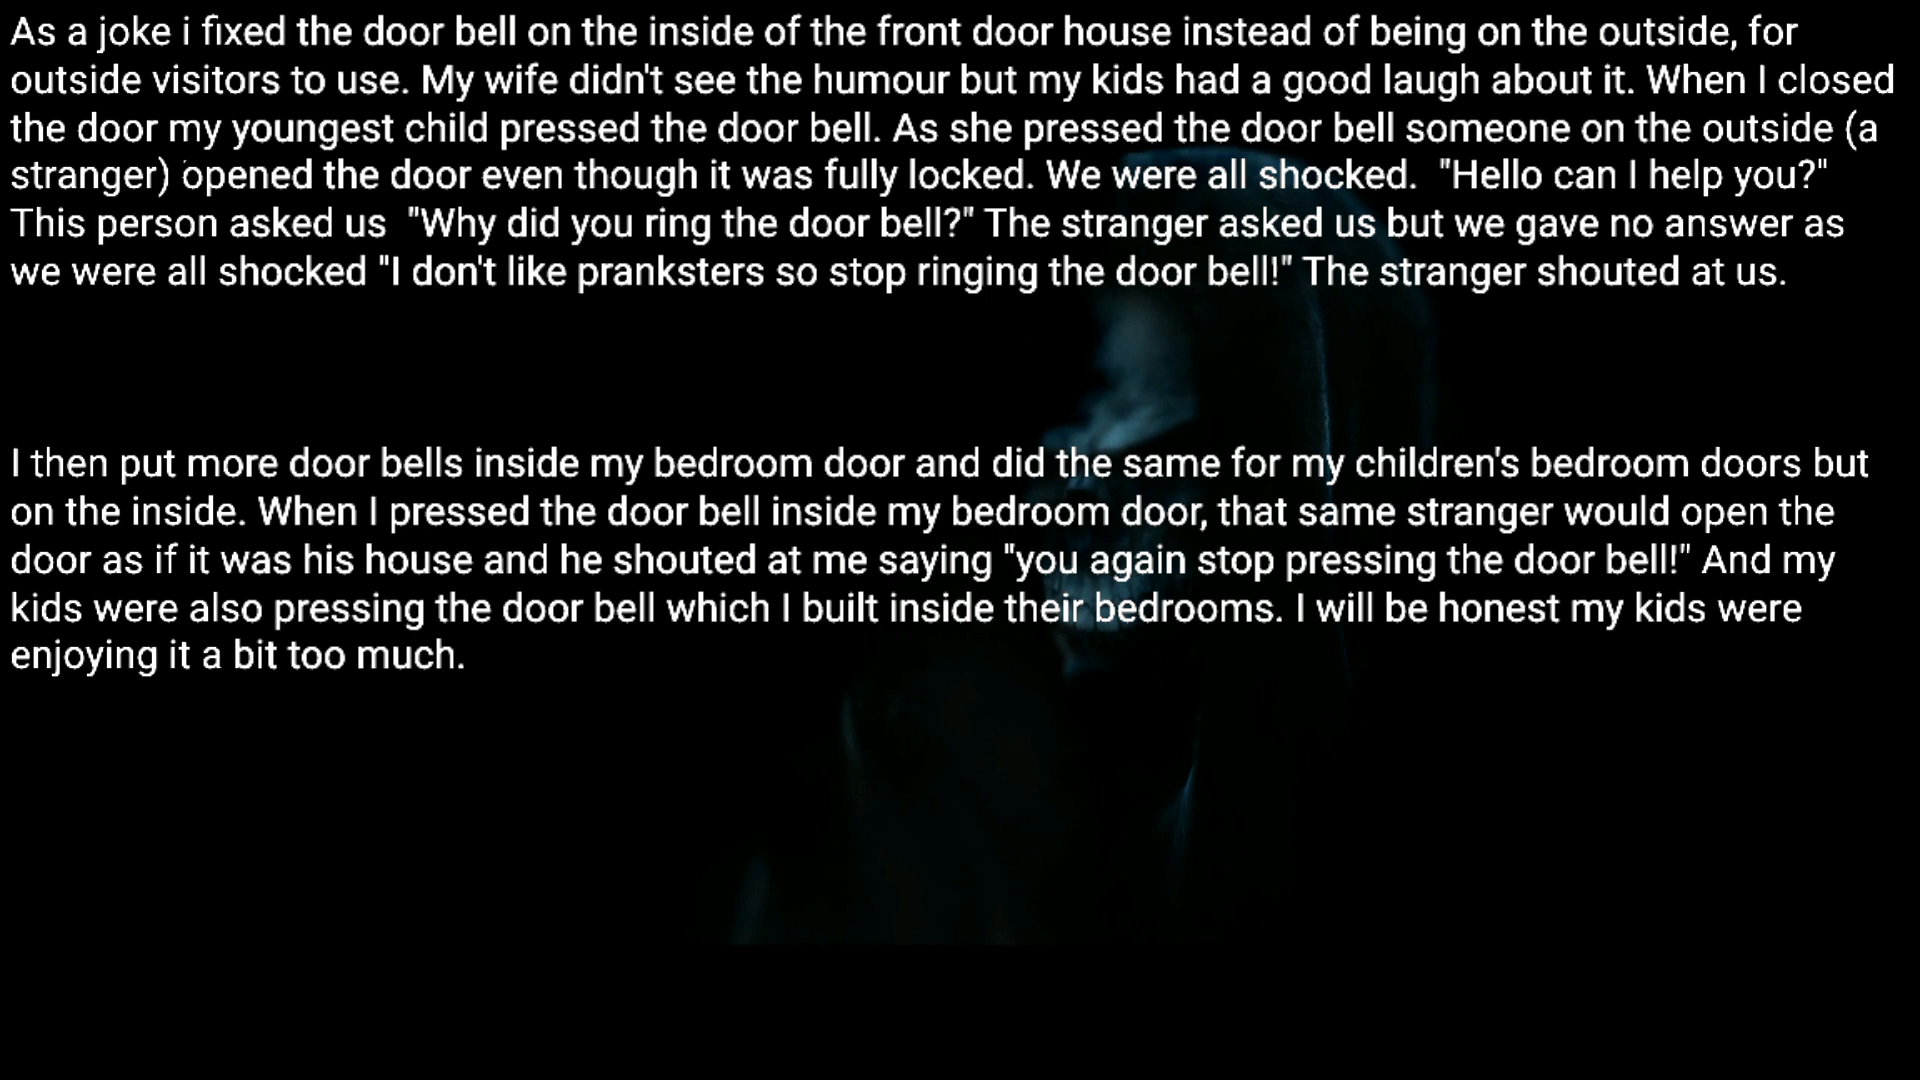 As a joke i fixed the door bell on the inside of the front door house instead of being on the outside, for
outside visitors to use. My wife didn't see the humour but my kids had a good laugh about it. When I closed
the door my youngest child pressed the door bell. As she pressed the door bell someone on the outside (a
stranger) opened the door even though it was fully locked. We were all shocked.  "Hello can I help you?"
This person asked us  "Why did you ring the door bell?" The stranger asked us but we gave no answer as
we were all shocked "I don't like pranksters so stop ringing the door bell!" The stranger shouted at us.
I then put more door bells inside my bedroom door and did the same for my children's bedroom doors but
on the inside. When I pressed the door bell inside my bedroom door, that same stranger would open the
door as if it was his house and he shouted at me saying "you again stop pressing the door bell!" And my
kids were also pressing the door bell which I built inside their bedrooms. I will be honest my kids were
enjoying it a bit too much.